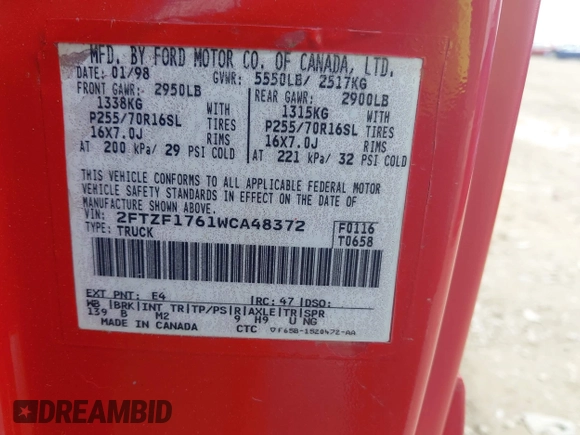 MFD. BY FORD MOTOR CO. OF CANADA, LTD.
DATE: 01/98 GVWR: 5550LB/ 2517KG
FRONT GAWR: 2950LB REAR GAWR: 2900LB
1338KG WITH 1315KG WITH
P255/70R16SL TIRES P255/70R16SL TIRES
16X7.0J RIMS 16X7.0J RIMS
AT 200 kPa/ 29 PSI COLD AT 221 kPa/ 32 PSI COLD
THIS VEHICLE CONFORMS TO ALL APPLICABLE FEDERAL MOTOR
VEHICLE SAFETY STANDARDS IN EFFECT ON THE DATE OF
MANUFACTURE SHOWN ABOVE.
VIN: 2FTZF1761WCA48372 F0116
TYPE: TRUCK T0658
EXT PNT: E4 RC: 47 DSO:
WB BRK INT TR TP/PS R AXLE TR SPR
139 B M2 9 H9 U NG
MADE IN CANADA CTC F65B-1520472-AA
DREAMBID.com